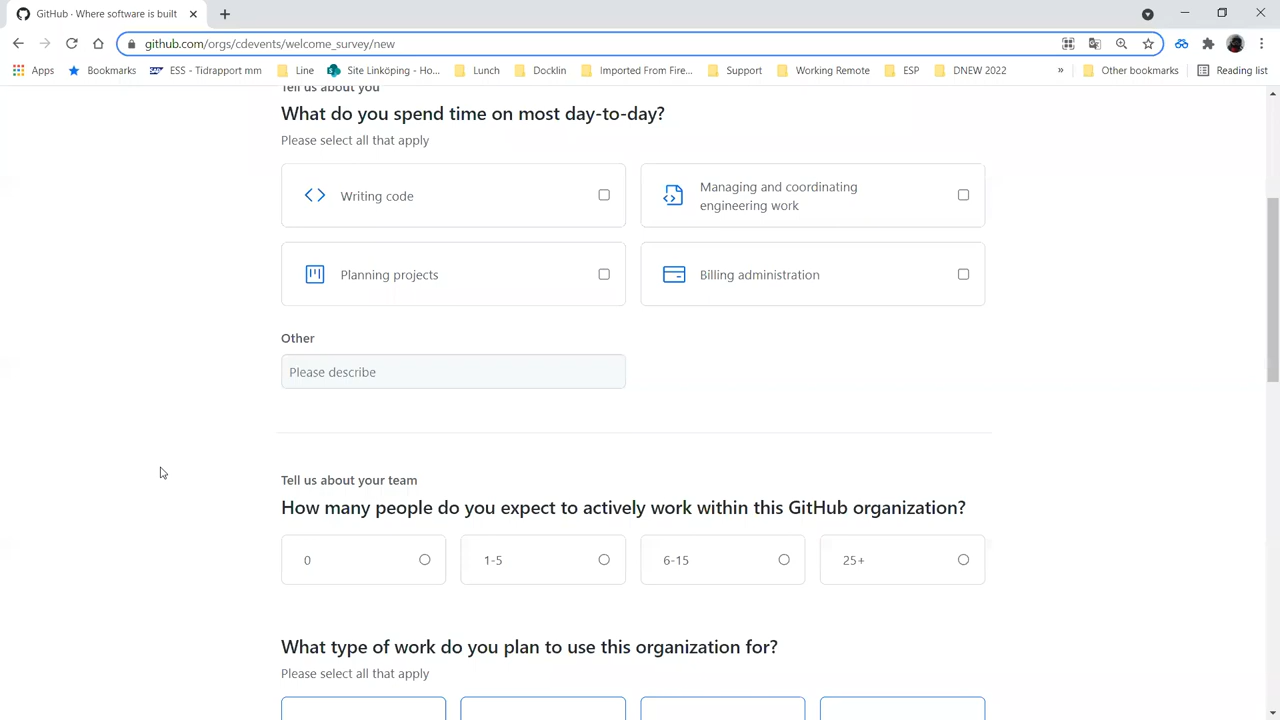 GitHub · Where software is built
github.com/orgs/cdevents/welcome_survey/new
Apps Bookmarks ESS - Tidrapport mm Line Site Linköping - Ho... Lunch Docklin Imported From Fire... Support Working Remote ESP DNEW 2022 » Other bookmarks Reading list
Tell us about you
What do you spend time on most day-to-day?
Please select all that apply
Writing code
Managing and coordinating
engineering work
Planning projects
Billing administration
Other
Please describe
Tell us about your team
How many people do you expect to actively work within this GitHub organization?
0 1-5 6-15 25+
What type of work do you plan to use this organization for?
Please select all that apply